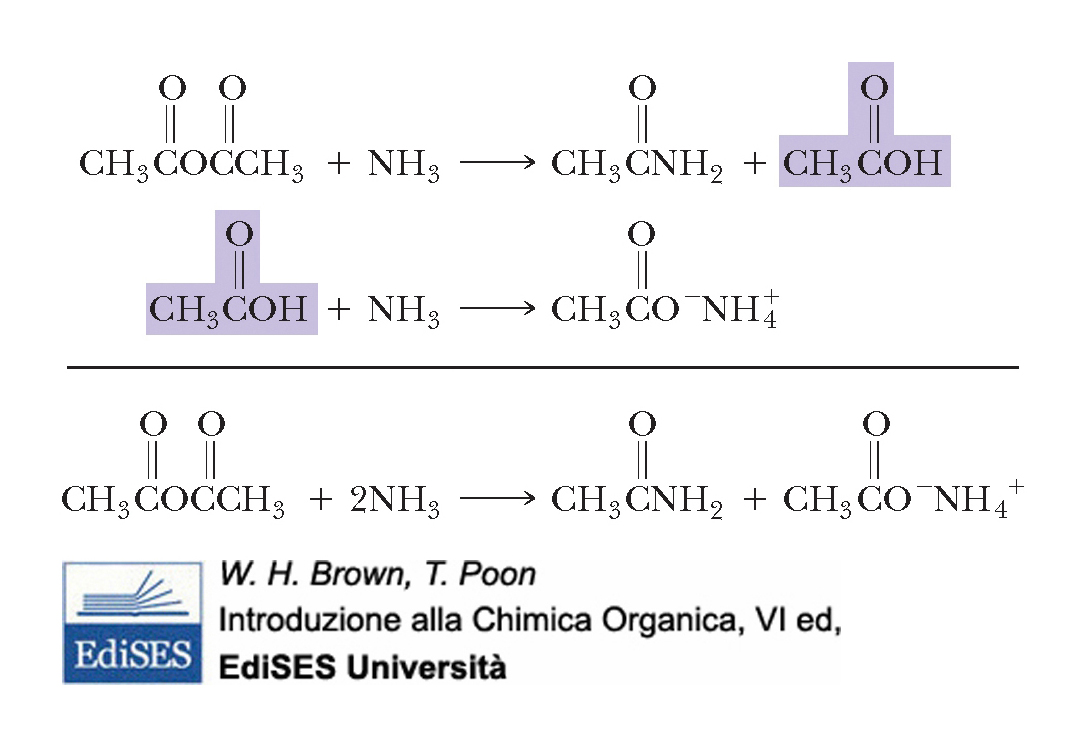 O O O O
CH₃COCCH₃ + NH₃ ⟶ CH₃CNH₂ + CH₃COH
O O
CH₃COH + NH₃ ⟶ CH₃CO⁻NH₄⁺
O O O O
CH₃COCCH₃ + 2NH₃ ⟶ CH₃CNH₂ + CH₃CO⁻NH₄⁺
W. H. Brown, T. Poon
Introduzione alla Chimica Organica, VI ed,
EdiSES
EdiSES Università